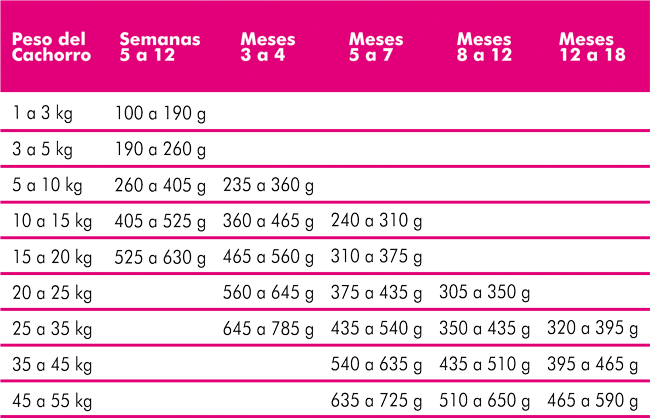 Peso del Cachorro Semanas 5 a 12 Meses 3 a 4 Meses 5 a 7 Meses 8 a 12 Meses 12 a 18
1 a 3 kg 100 a 190 g
3 a 5 kg 190 a 260 g
5 a 10 kg 260 a 405 g 235 a 360 g
10 a 15 kg 405 a 525 g 360 a 465 g 240 a 310 g
15 a 20 kg 525 a 630 g 465 a 560 g 310 a 375 g
20 a 25 kg 560 a 645 g 375 a 435 g 305 a 350 g
25 a 35 kg 645 a 785 g 435 a 540 g 350 a 435 g 320 a 395 g
35 a 45 kg 540 a 635 g 435 a 510 g 395 a 465 g
45 a 55 kg 635 a 725 g 510 a 650 g 465 a 590 g